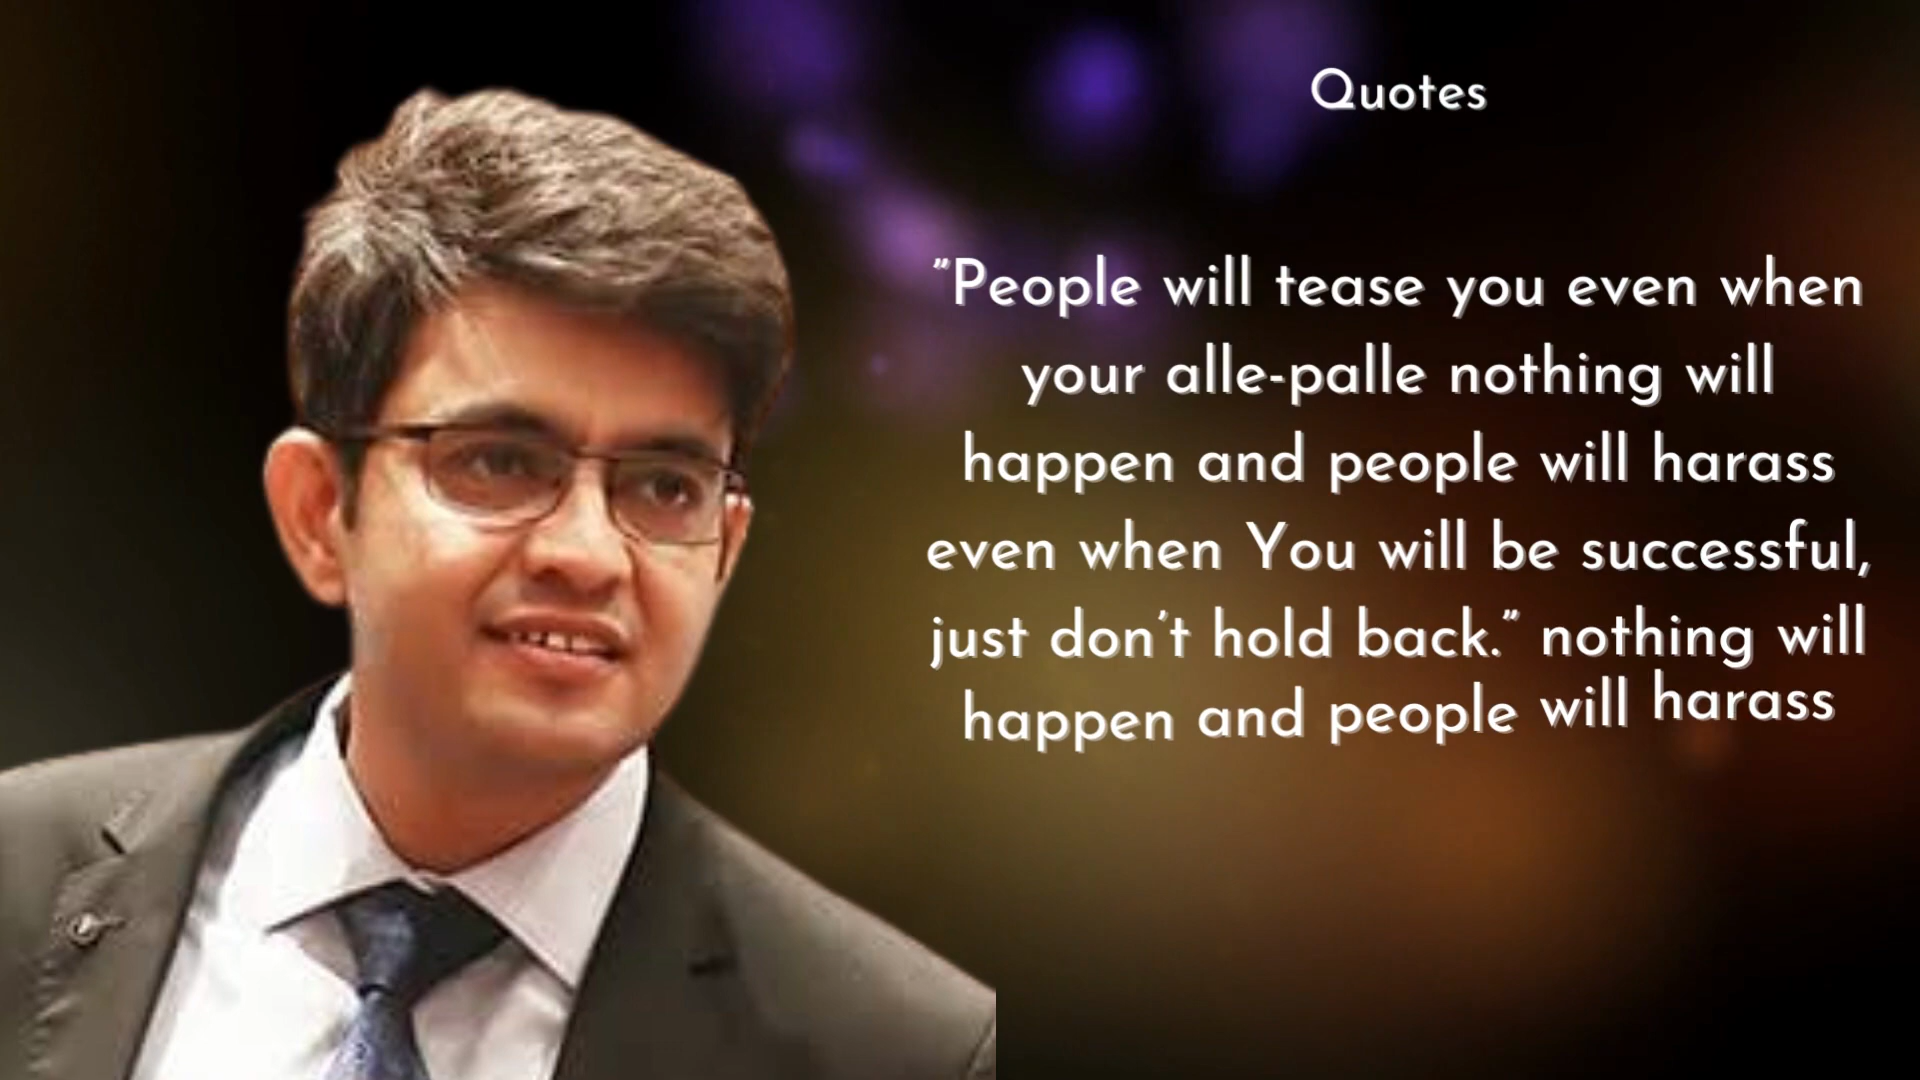 Quotes
”People will tease you even when
your alle-palle nothing will
happen and people will harass
even when You will be successful,
just don’t hold back.” nothing will
happen and people will harass